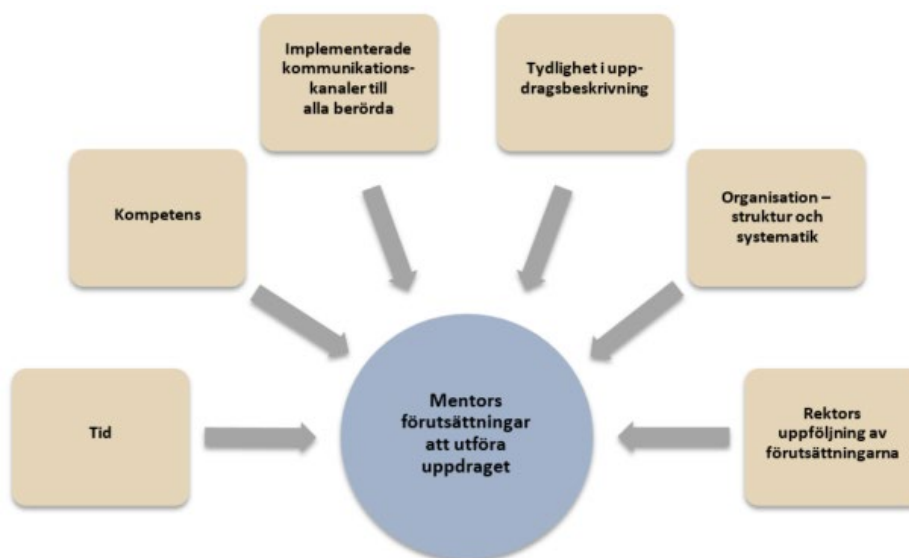 Implementerade
kommunikations-
kanaler till
alla berörda
Tydlighet i upp-
dragsbeskrivning
Kompetens
Organisation –
struktur och
systematik
Tid
Mentors
förutsättningar
att utföra
uppdraget
Rektors
uppföljning av
förutsättningarna